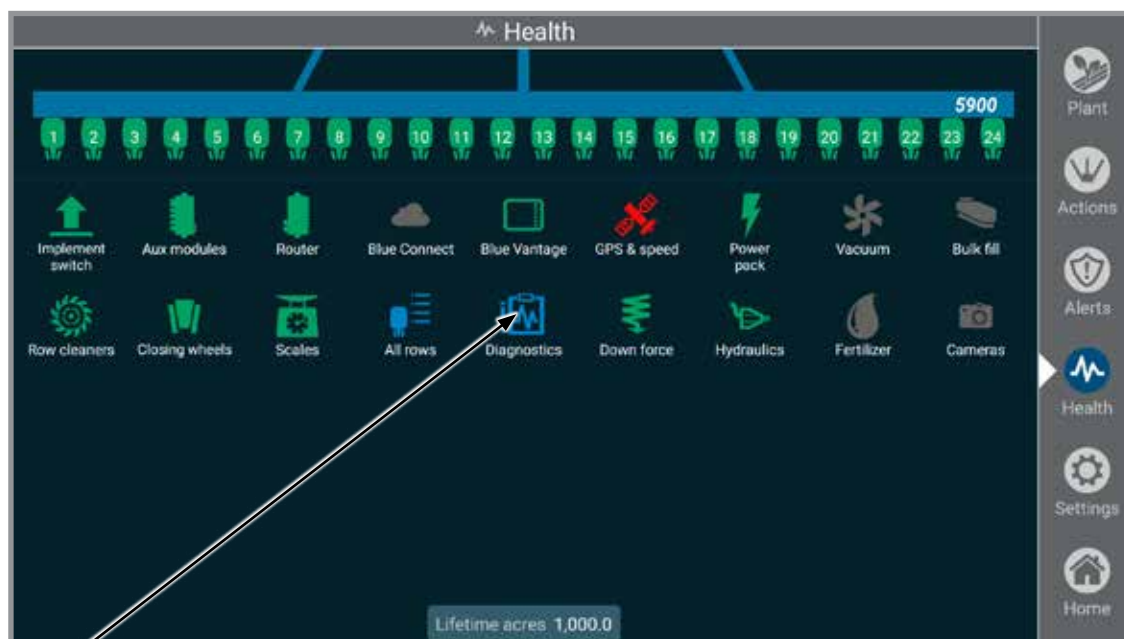 Health
5900
1 2 3 4 5 6 7 8 9 10 11 12 13 14 15 16 17 18 19 20 21 22 23 24
Implement switch
Aux modules
Router
Blue Connect
Blue Vantage
GPS & speed
Power pack
Vacuum
Bulk fill
Row cleaners
Closing wheels
Scales
All rows
Diagnostics
Down force
Hydraulics
Fertilizer
Cameras
Lifetime acres 1,000.0
Plant
Actions
Alerts
Health
Settings
Home